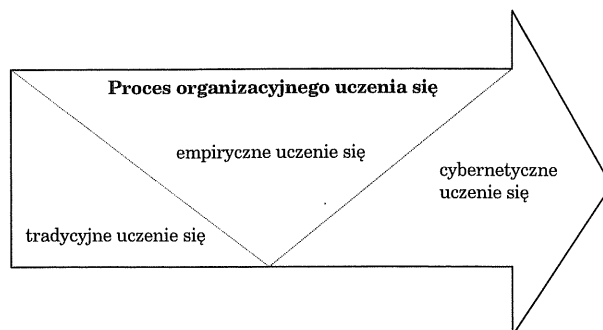 Proces organizacyjnego uczenia się
empiryczne uczenie się
cybernetyczne
uczenie się
tradycyjne uczenie się